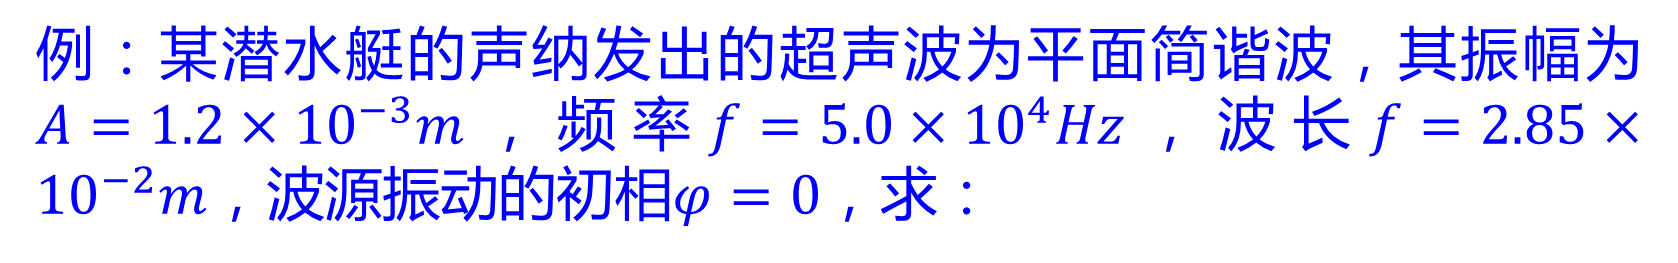 例：某潜水艇的声纳发出的超声波为平面简谐波，其振幅为
A = 1.2 × 10⁻³m ，频率 f = 5.0 × 10⁴Hz ，波长 f = 2.85 ×
10⁻²m，波源振动的初相φ = 0，求：